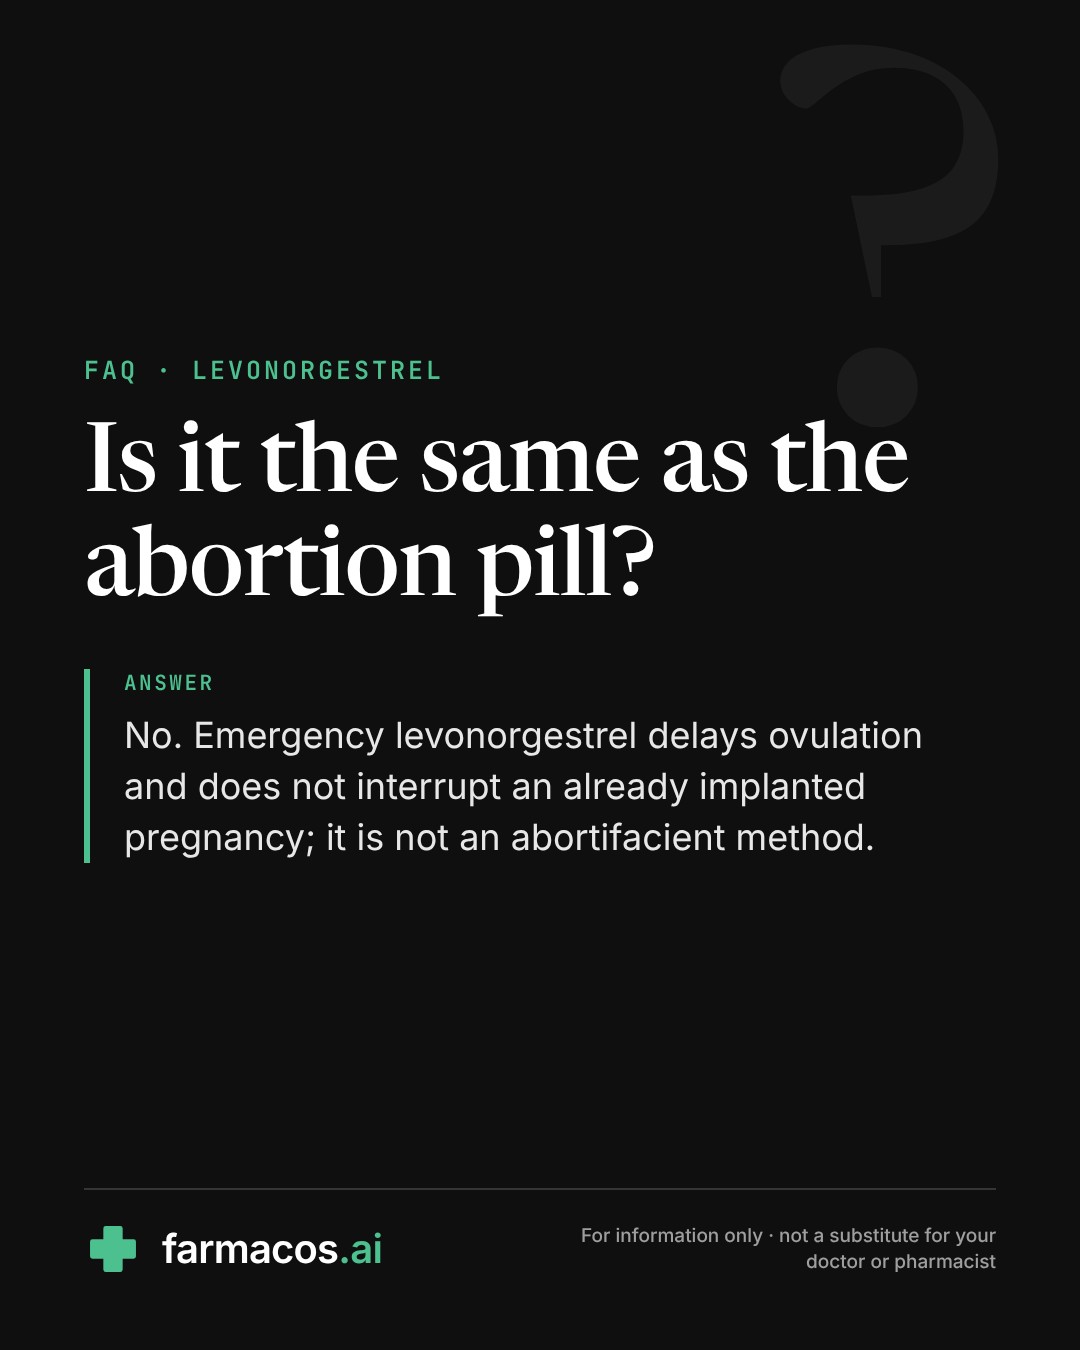 ?
FAQ · LEVONORGESTREL
Is it the same as the
abortion pill?
ANSWER
No. Emergency levonorgestrel delays ovulation
and does not interrupt an already implanted
pregnancy; it is not an abortifacient method.
farmacos.ai
For information only · not a substitute for your
doctor or pharmacist